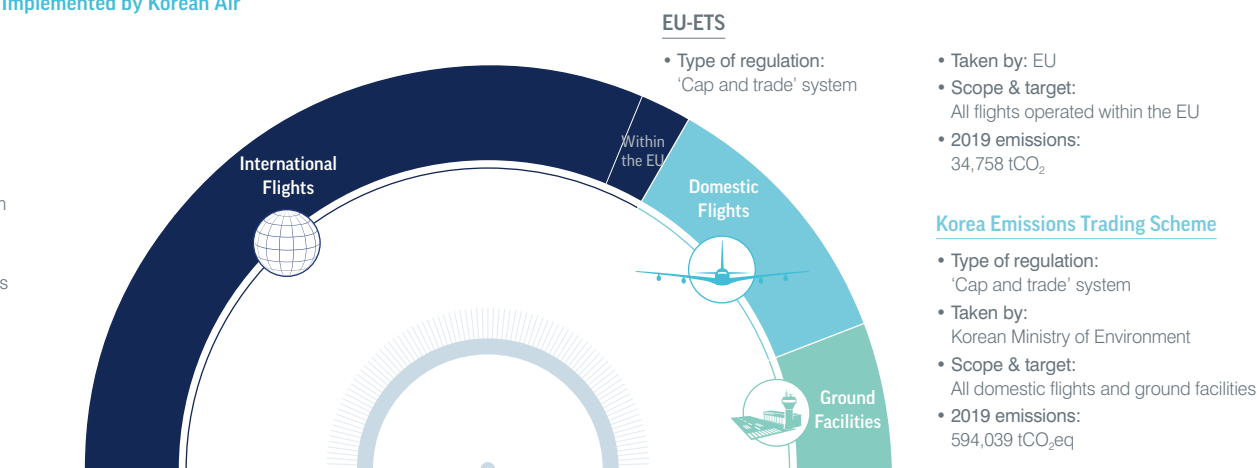 Implemented by Korean Air
EU-ETS
• Type of regulation:
‘Cap and trade’ system
• Taken by: EU
• Scope & target:
All flights operated within the EU
• 2019 emissions:
34,758 tCO₂
International
Flights
Within
the EU
Domestic
Flights
Ground
Facilities
Korea Emissions Trading Scheme
• Type of regulation:
‘Cap and trade’ system
• Taken by:
Korean Ministry of Environment
• Scope & target:
All domestic flights and ground facilities
• 2019 emissions:
594,039 tCO₂eq